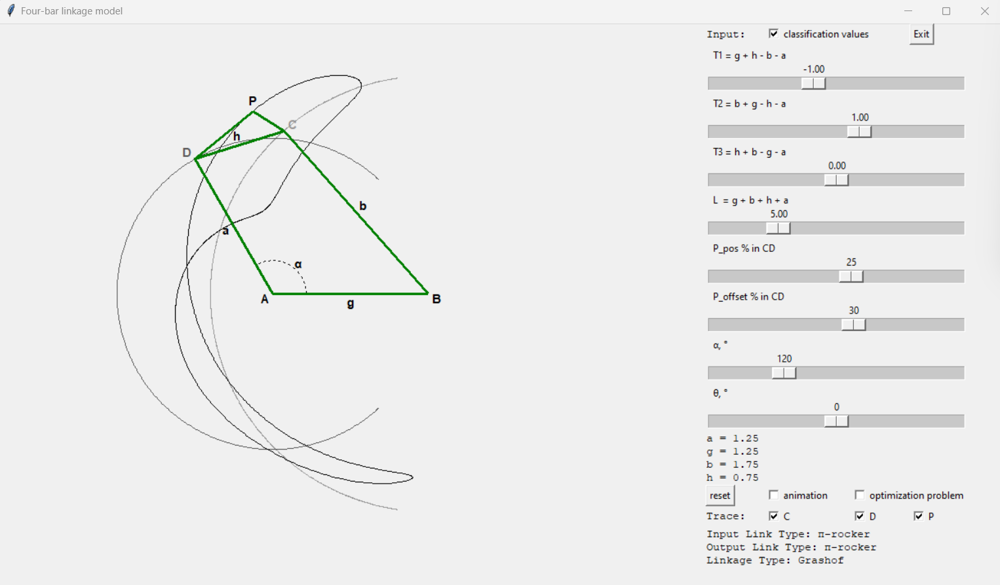 Four-bar linkage model
Input: classification values Exit
T1 = g + h - b - a
-1.00
T2 = b + g - h - a
1.00
T3 = h + b - g - a
0.00
L = g + b + h + a
5.00
P_pos % in CD
25
P_offset % in CD
30
α, °
120
θ, °
0
a = 1.25
g = 1.25
b = 1.75
h = 0.75
reset animation optimization problem
Trace: C D P
Input Link Type: π-rocker
Output Link Type: π-rocker
Linkage Type: Grashof
P
C
h
D
b
a
α
A
B
g